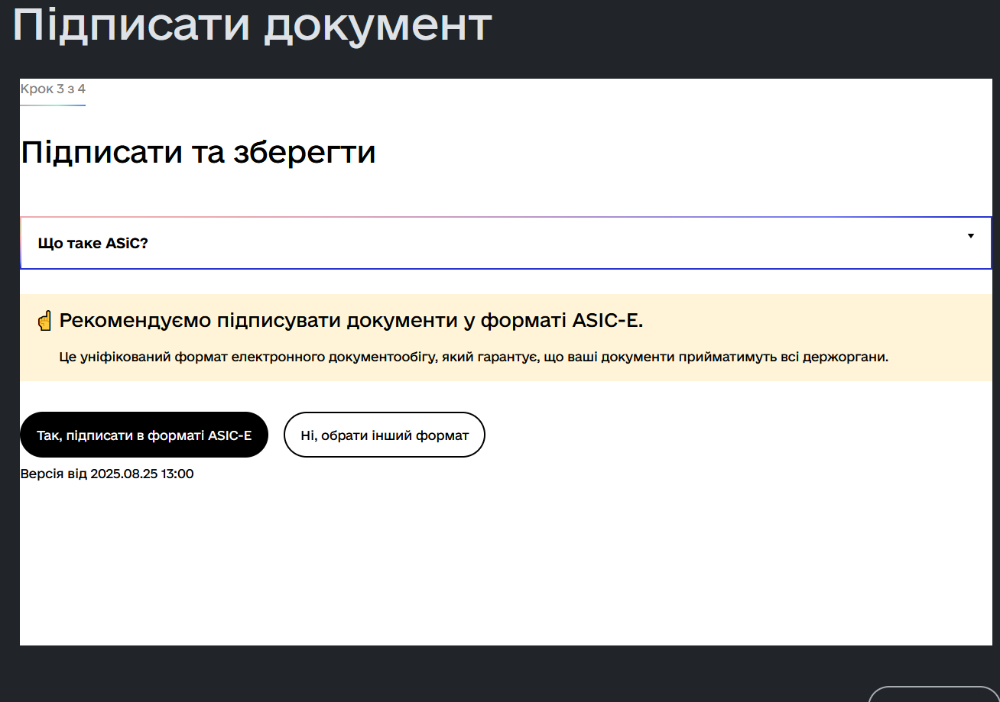 Підписати документ
Крок 3 з 4
Підписати та зберегти
Що таке ASiC?
☝️ Рекомендуємо підписувати документи у форматі ASIC-E.
Це уніфікований формат електронного документообігу, який гарантує, що ваші документи прийматимуть всі держоргани.
Так, підписати в форматі ASIC-E
Ні, обрати інший формат
Версія від 2025.08.25 13:00